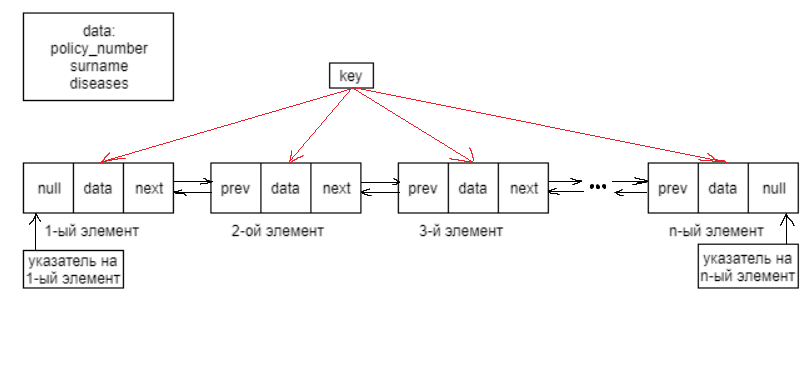 data:
policy_number
surname
diseases
key
null data next
prev data next
prev data next
...
prev data null
1-ый элемент
2-ой элемент
3-й элемент
n-ый элемент
указатель на
1-ый элемент
указатель на
n-ый элемент